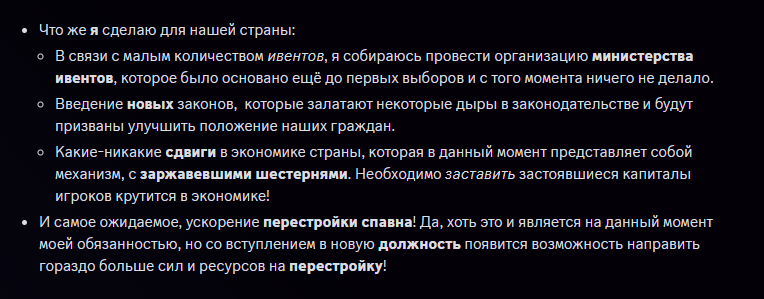 • Что же я сделаю для нашей страны:
◦ В связи с малым количеством ивентов, я собираюсь провести организацию министерства
ивентов, которое было основано ещё до первых выборов и с того момента ничего не делало.
◦ Введение новых законов, которые залатают некоторые дыры в законодательстве и будут
призваны улучшить положение наших граждан.
◦ Какие-никакие сдвиги в экономике страны, которая в данный момент представляет собой
механизм, с заржавевшими шестернями. Необходимо заставить застоявшиеся капиталы
игроков крутится в экономике!
• И самое ожидаемое, ускорение перестройки спавна! Да, хоть это и является на данный момент
моей обязанностью, но со вступлением в новую должность появится возможность направить
гораздо больше сил и ресурсов на перестройку!